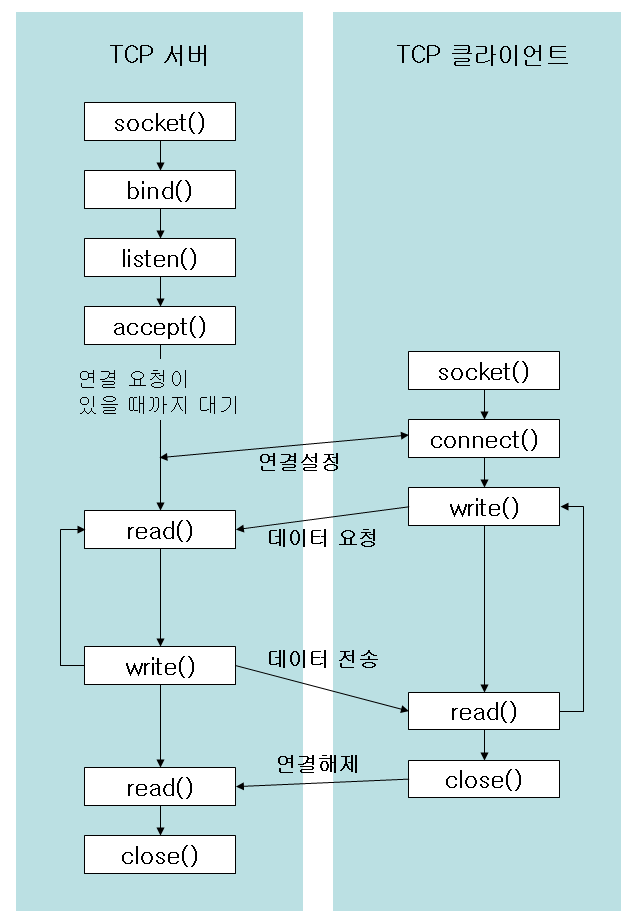 TCP 서버
socket()
bind()
listen()
accept()
연결 요청이
있을 때까지 대기
read()
write()
read()
close()
연결설정
데이터 요청
데이터 전송
연결해제
TCP 클라이언트
socket()
connect()
write()
read()
close()